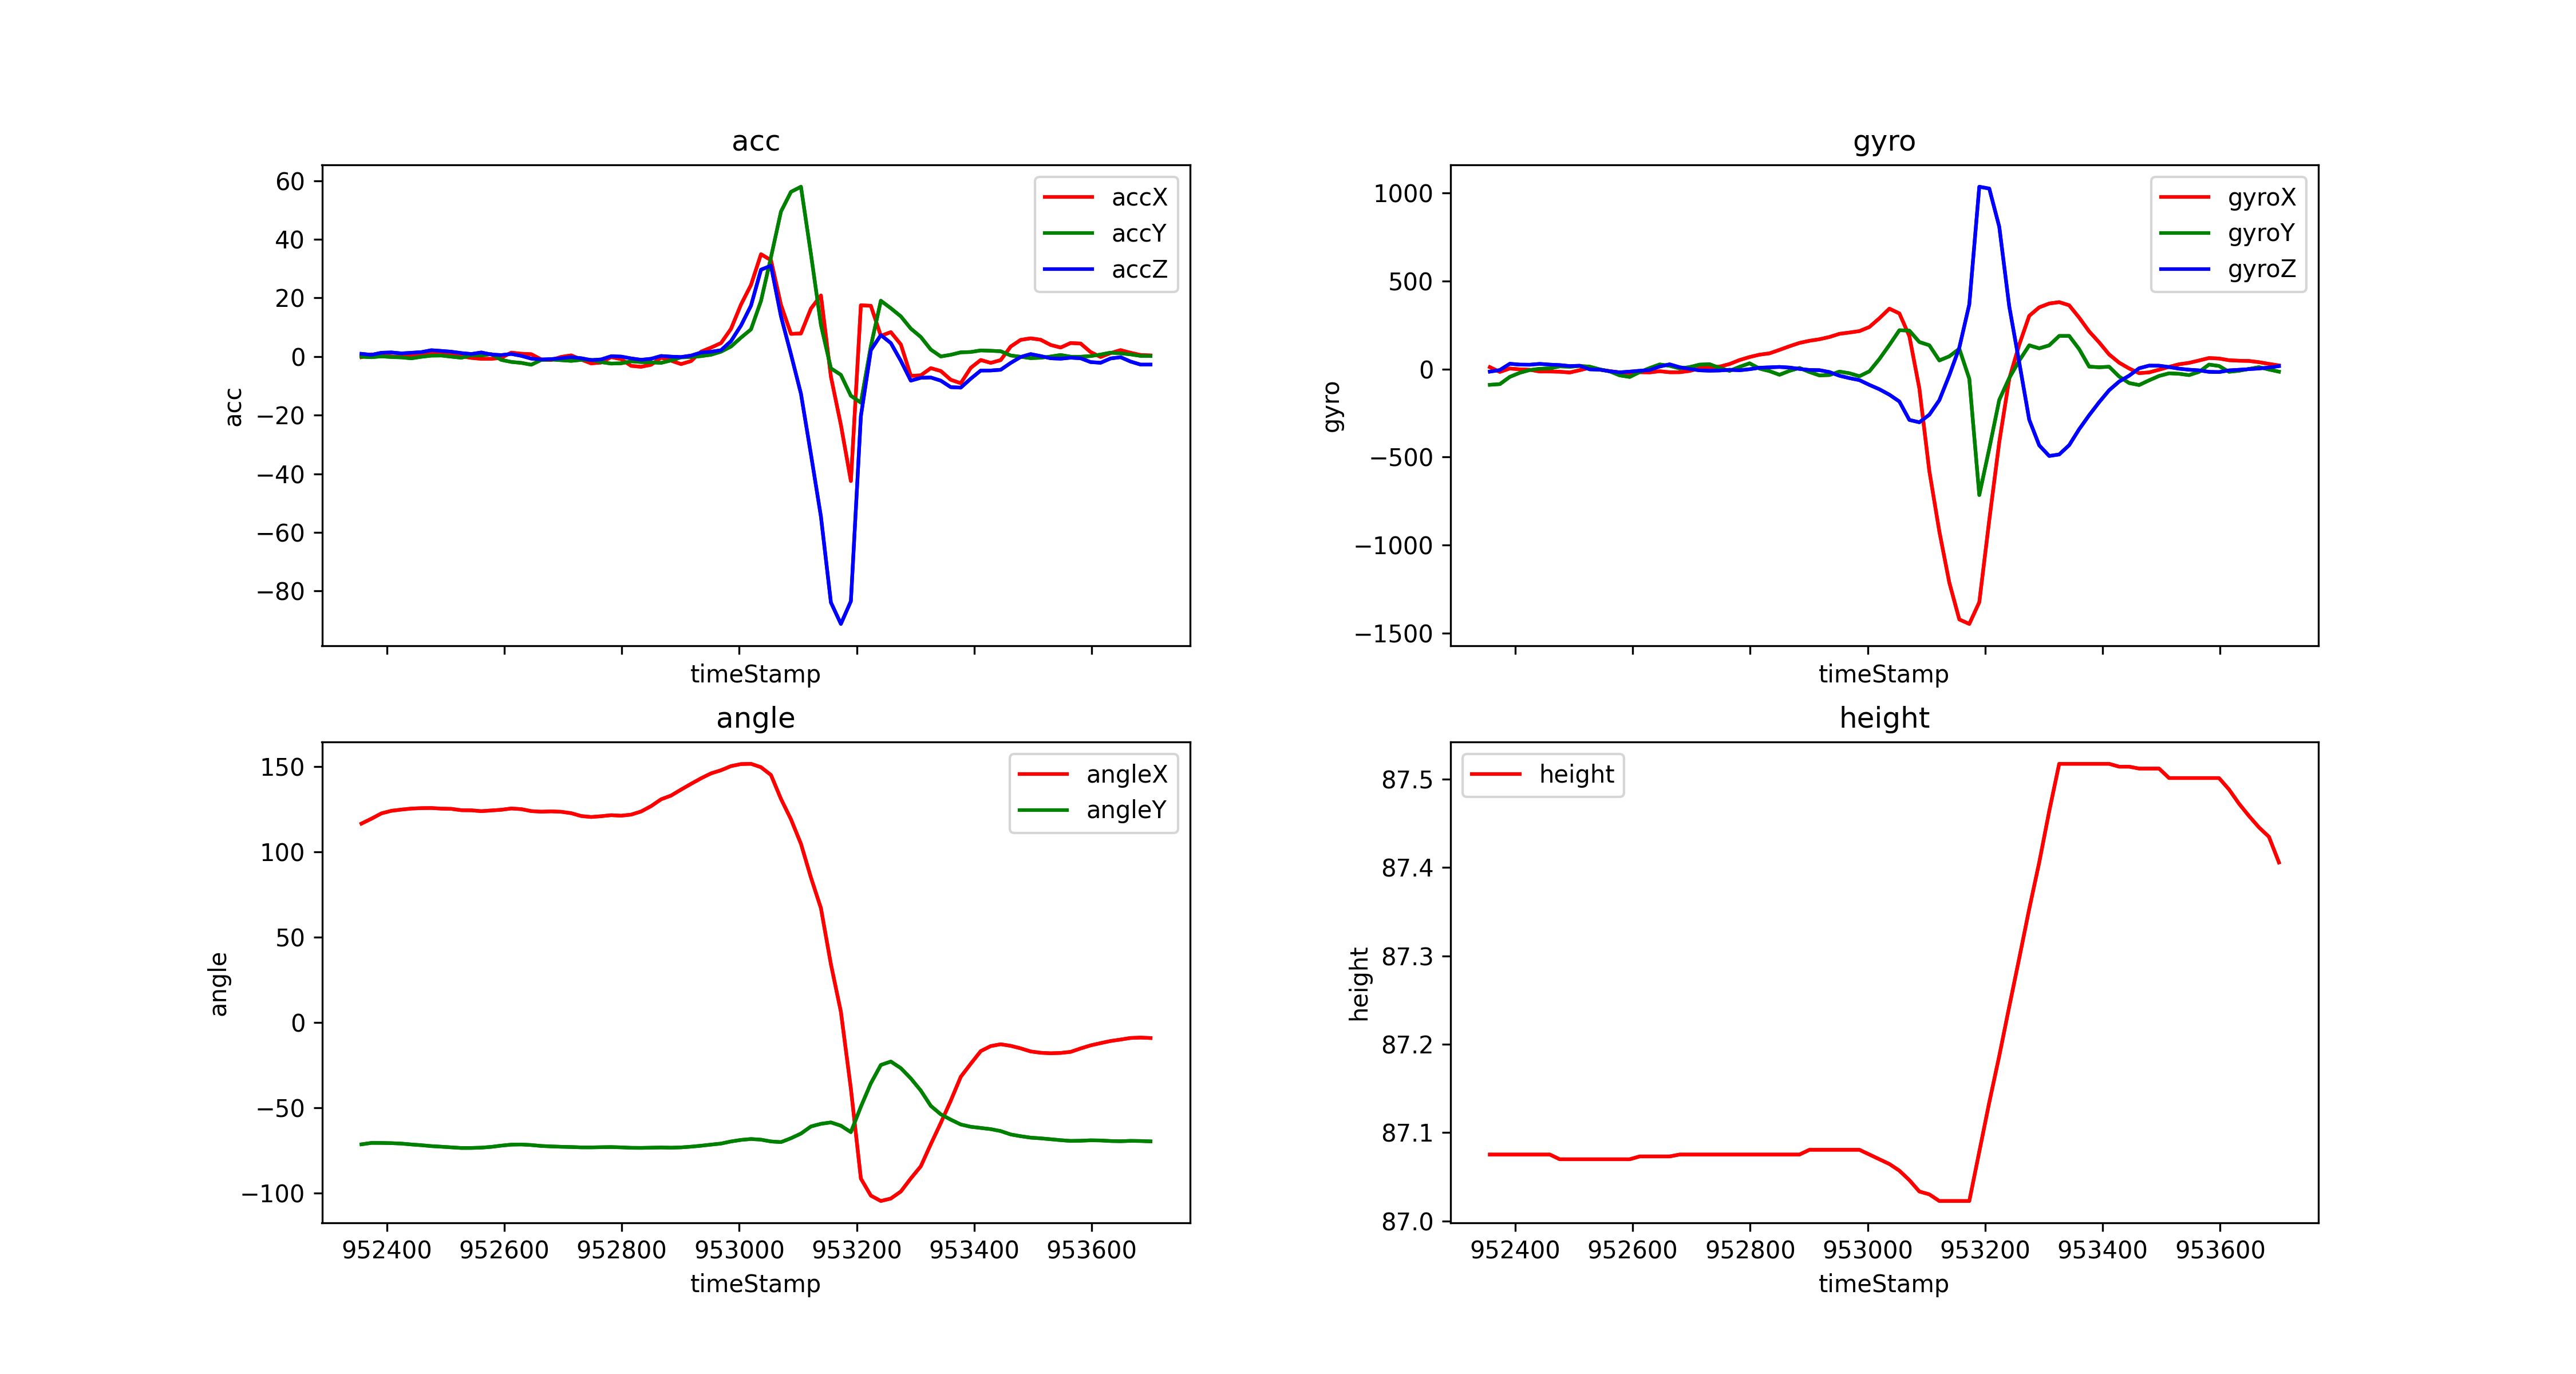 acc
60
40
20
0
−20
−40
−60
−80
acc
timeStamp
accX
accY
accZ
gyro
1000
500
0
−500
−1000
−1500
gyro
timeStamp
gyroX
gyroY
gyroZ
angle
150
100
50
0
−50
−100
angle
952400 952600 952800 953000 953200 953400 953600
timeStamp
angleX
angleY
height
87.5
87.4
87.3
87.2
87.1
87.0
height
952400 952600 952800 953000 953200 953400 953600
timeStamp
height